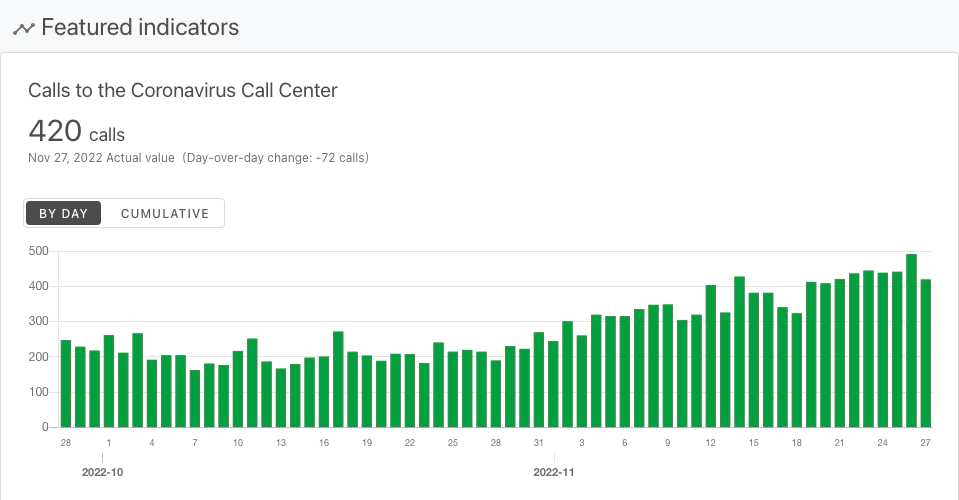 Featured indicators
Calls to the Coronavirus Call Center
420 calls
Nov 27, 2022 Actual value (Day-over-day change: -72 calls)
BY DAY CUMULATIVE
500
400
300
200
100
0
28 1 4 7 10 13 16 19 22 25 28 31 3 6 9 12 15 18 21 24 27
2022-10 2022-11